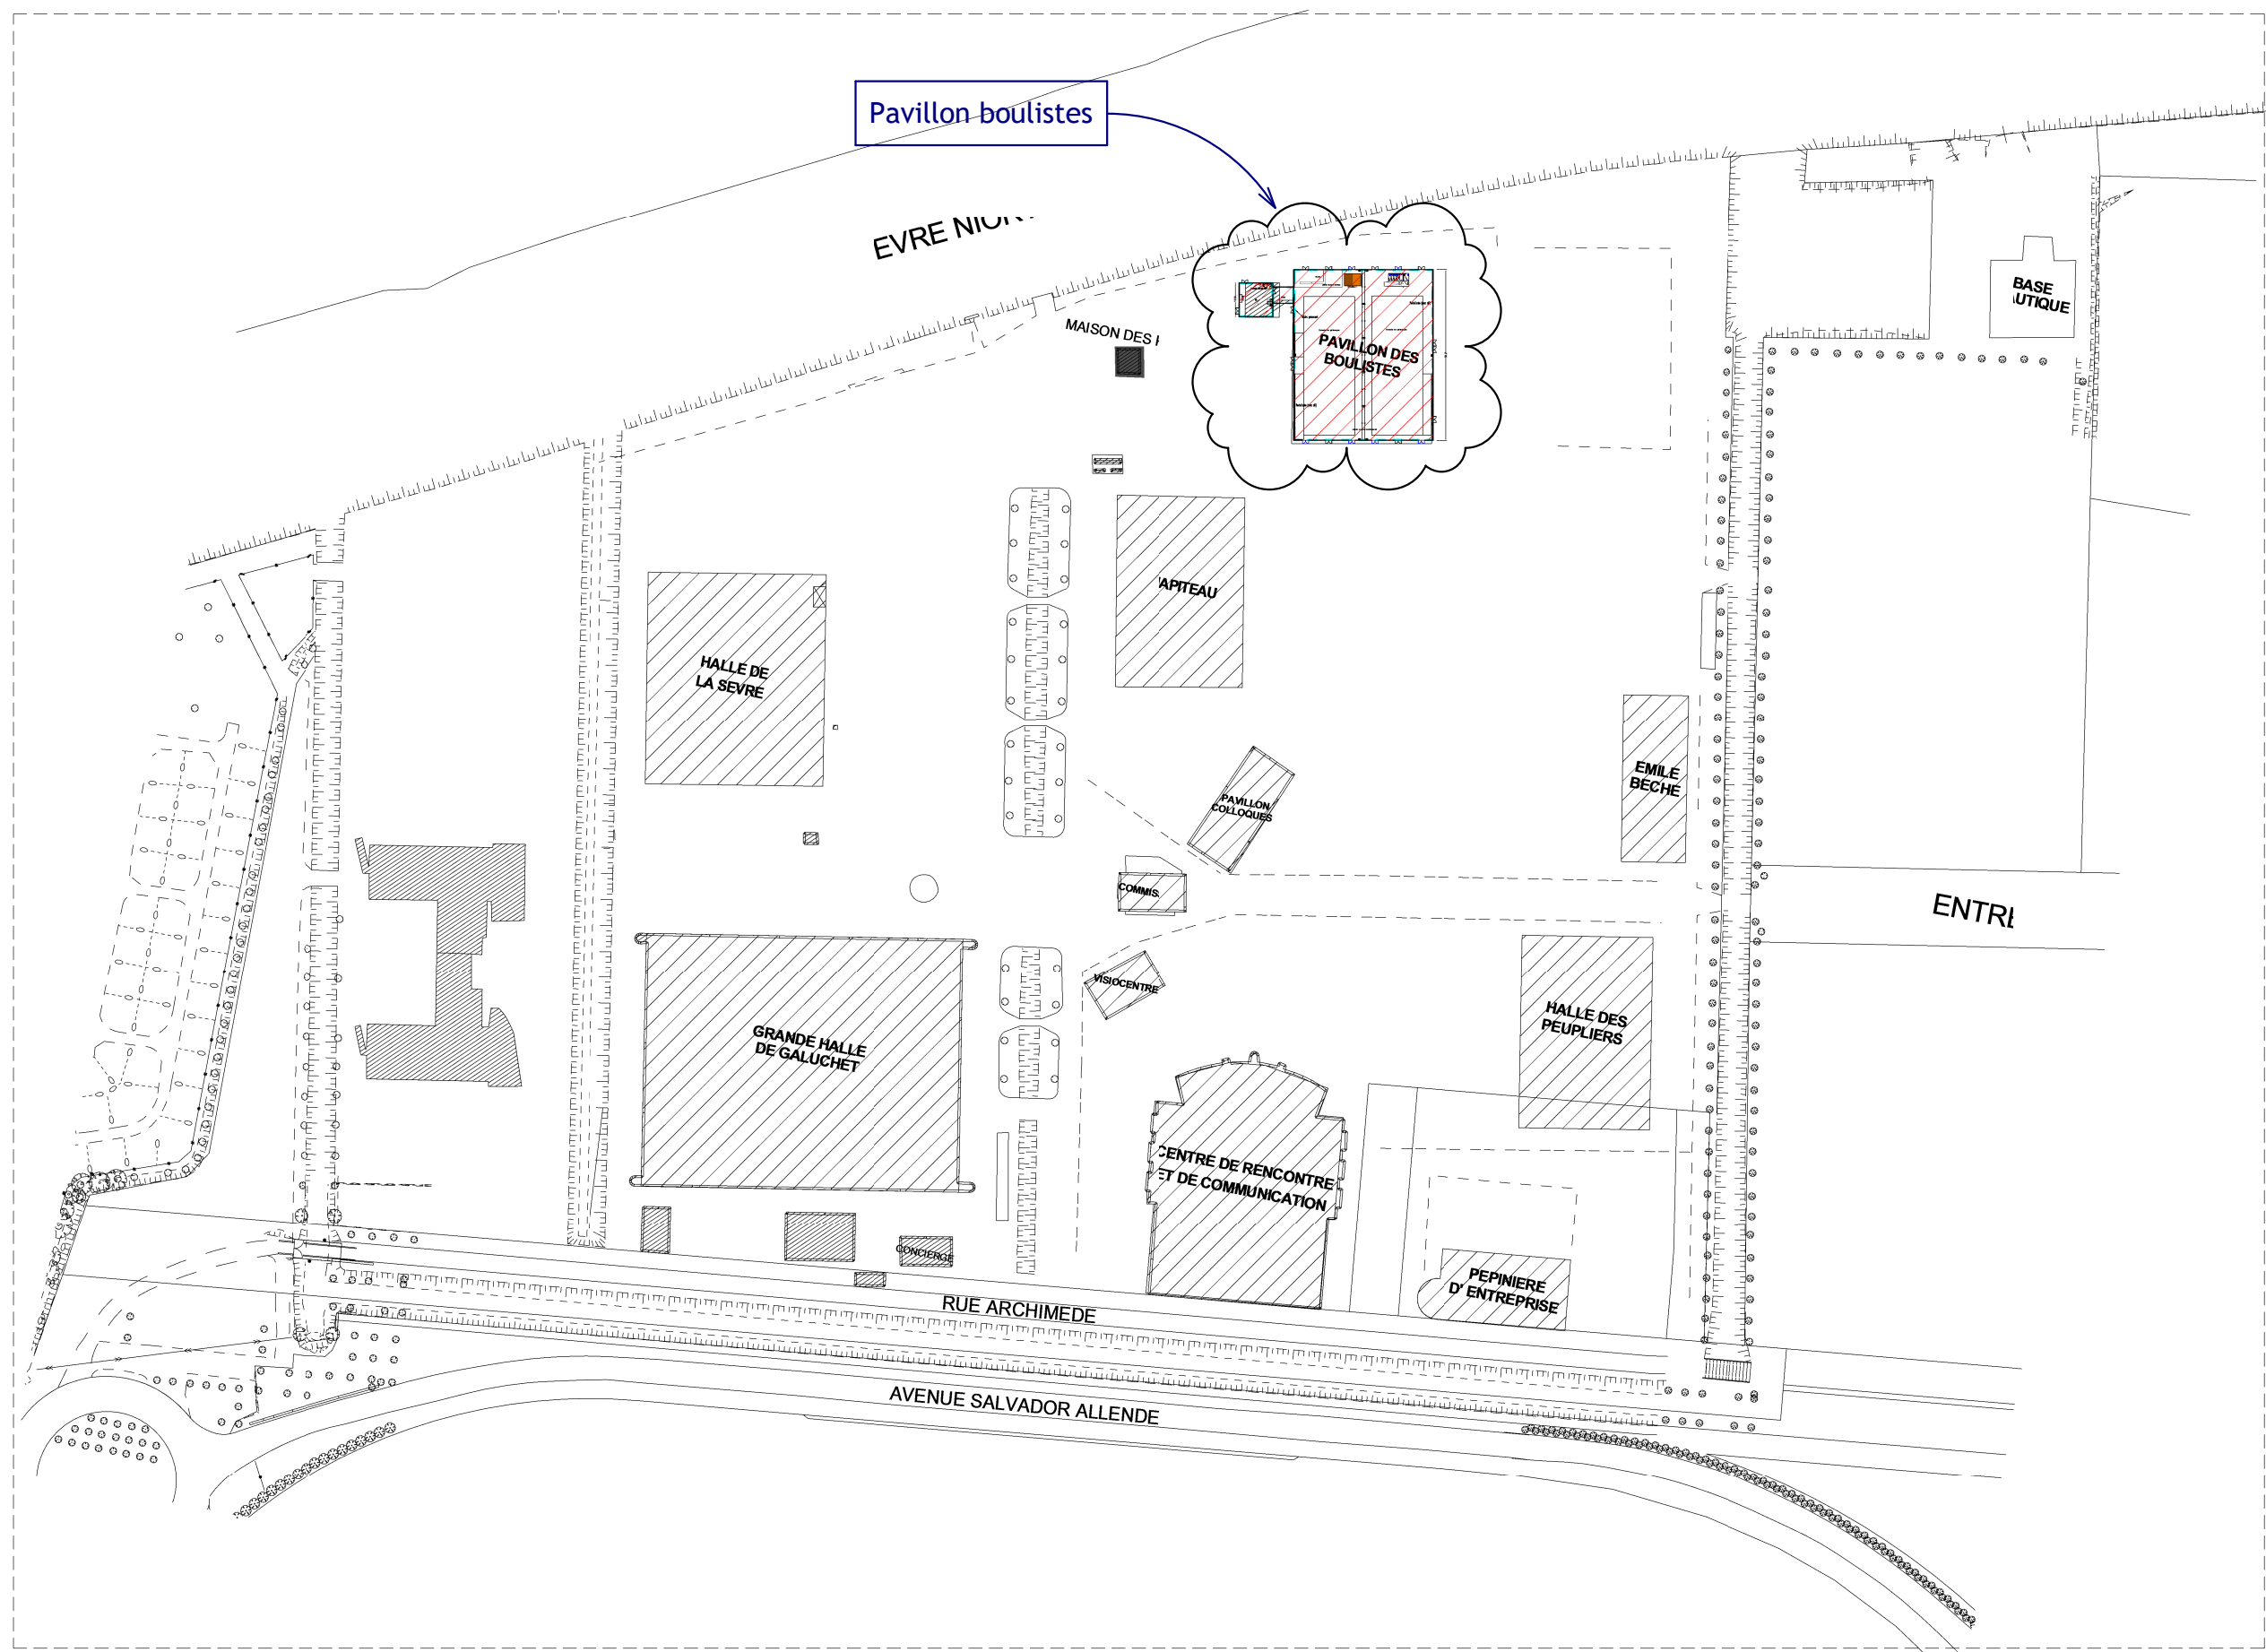 Pavillon boulistes
EVRE NIOR
BASE
UTIQUE
MAISON DES
PAVILLON DES
BOULISTES
APITEAU
HALLE DE
LA SEVRE
EMILE
BECHE
PAVILLON
COLLOQUES
COMMIS
ENTRE
VISIOCENTRE
HALLE DES
PEUPLIERS
GRANDE HALLE
DE GALUCHET
CENTRE DE RENCONTRE
ET DE COMMUNICATION
CONCIERGE
PEPINIERE
D' ENTREPRISE
RUE ARCHIMEDE
AVENUE SALVADOR ALLENDE